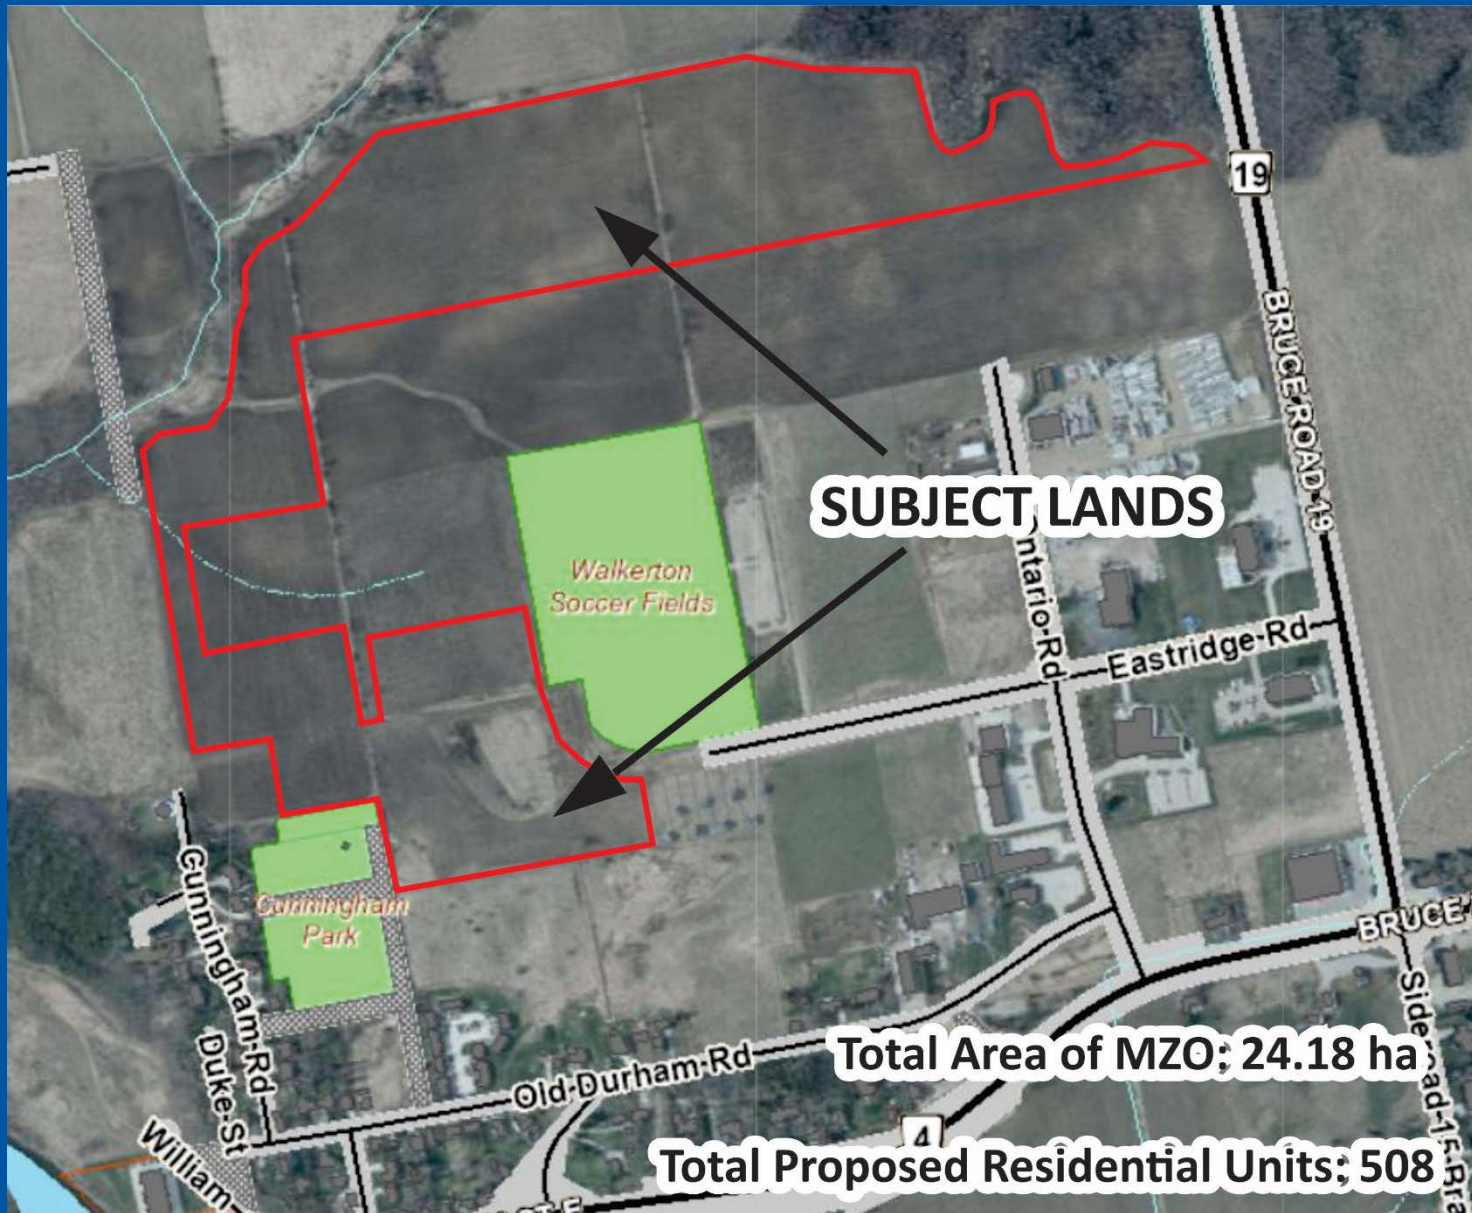 19
BRUCE ROAD 19
SUBJECT LANDS
Walkerton
Soccer Fields
ntario Rd
Eastridge Rd
Cunningham
Park
Cunningham Rd
BRUCE
Duke St
Old Durham Rd
Total Area of MZO: 24.18 ha
William
4
Total Proposed Residential Units: 508